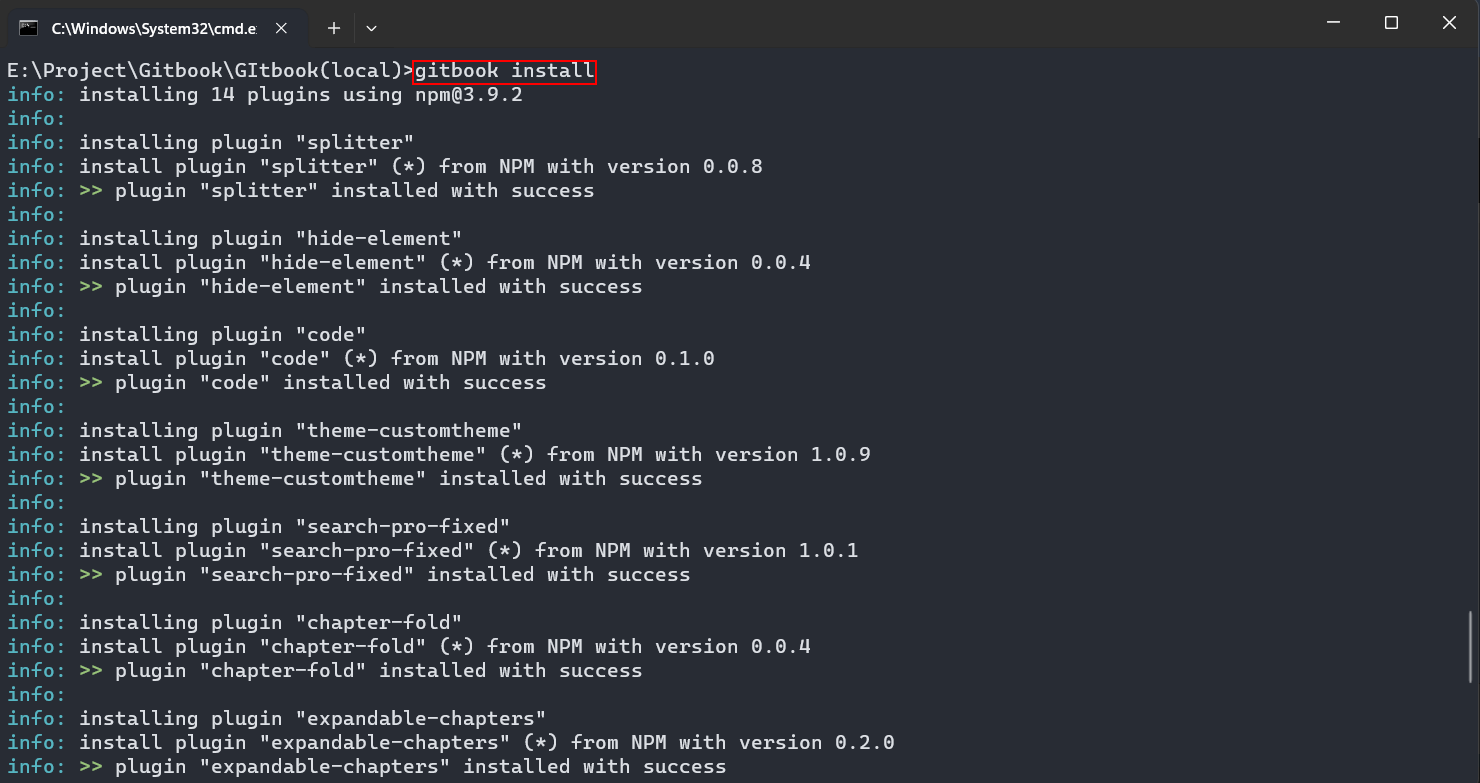 C:\Windows\System32\cmd.e
E:\Project\Gitbook\GItbook(local)>gitbook install
info: installing 14 plugins using npm@3.9.2
info:
info: installing plugin "splitter"
info: install plugin "splitter" (*) from NPM with version 0.0.8
info: >> plugin "splitter" installed with success
info:
info: installing plugin "hide-element"
info: install plugin "hide-element" (*) from NPM with version 0.0.4
info: >> plugin "hide-element" installed with success
info:
info: installing plugin "code"
info: install plugin "code" (*) from NPM with version 0.1.0
info: >> plugin "code" installed with success
info:
info: installing plugin "theme-customtheme"
info: install plugin "theme-customtheme" (*) from NPM with version 1.0.9
info: >> plugin "theme-customtheme" installed with success
info:
info: installing plugin "search-pro-fixed"
info: install plugin "search-pro-fixed" (*) from NPM with version 1.0.1
info: >> plugin "search-pro-fixed" installed with success
info:
info: installing plugin "chapter-fold"
info: install plugin "chapter-fold" (*) from NPM with version 0.0.4
info: >> plugin "chapter-fold" installed with success
info:
info: installing plugin "expandable-chapters"
info: install plugin "expandable-chapters" (*) from NPM with version 0.2.0
info: >> plugin "expandable-chapters" installed with success